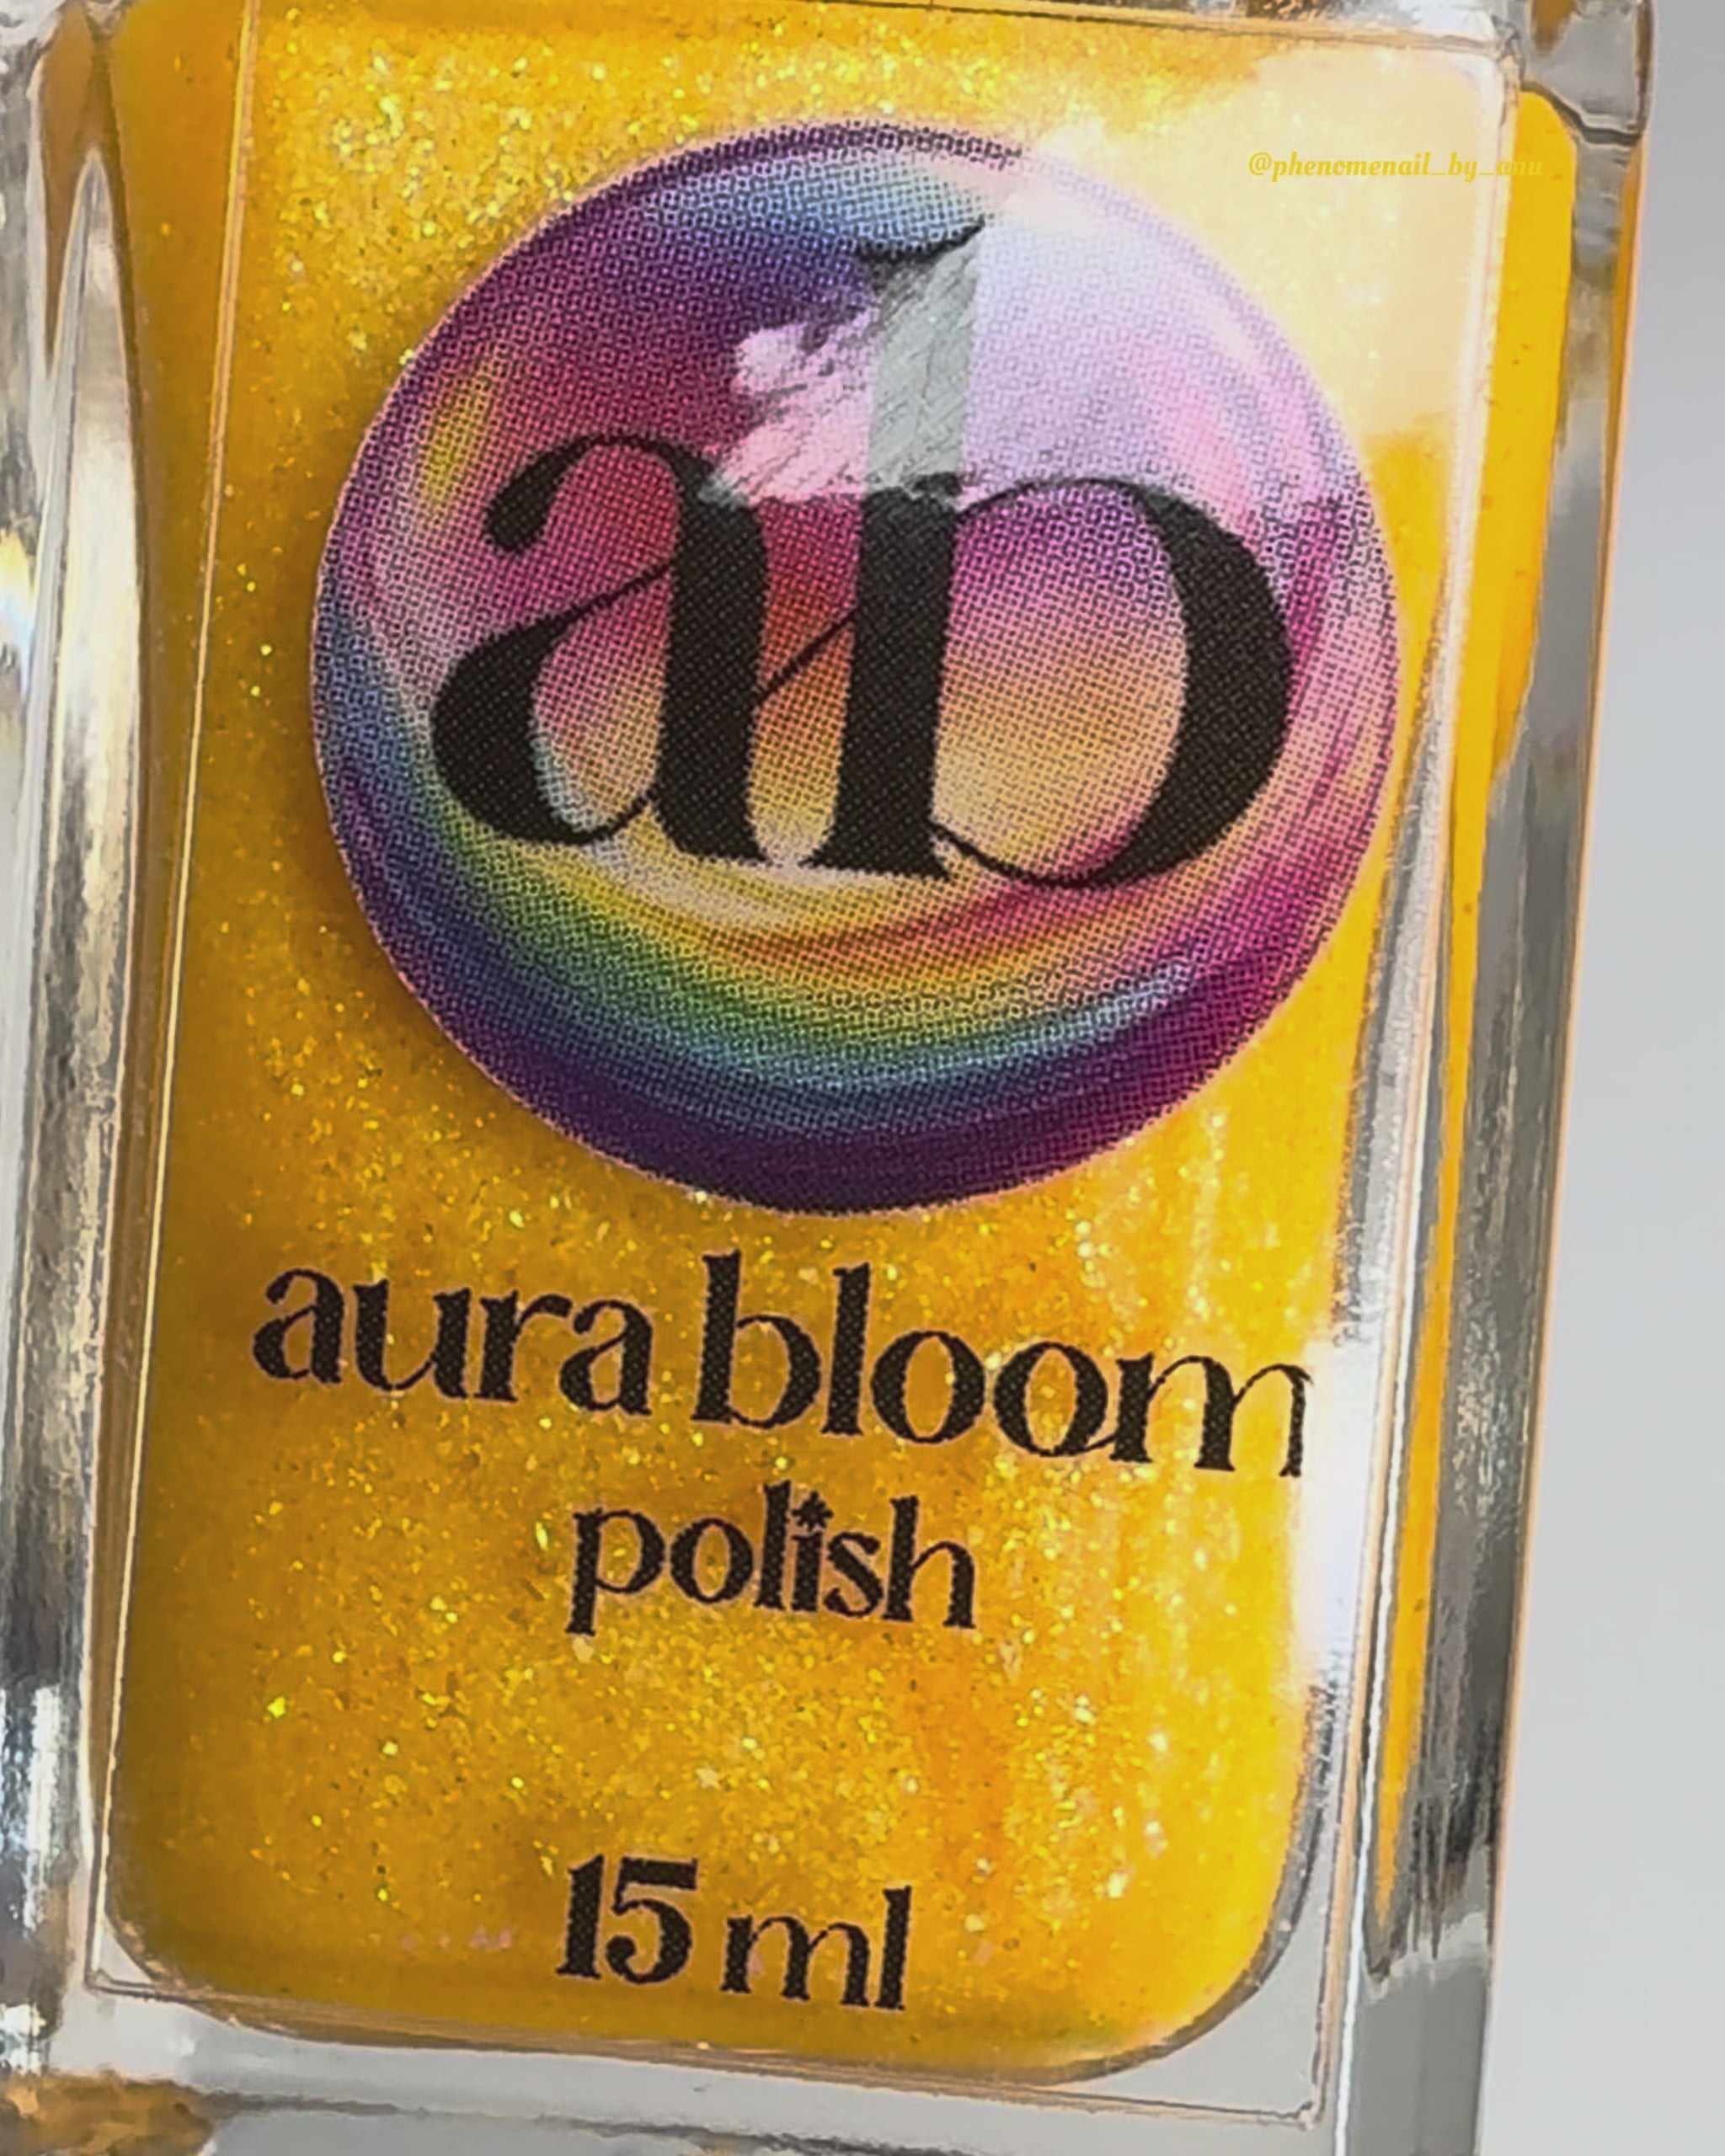 @phenomenail_by_anu
ab
aura bloom
polish
15 ml